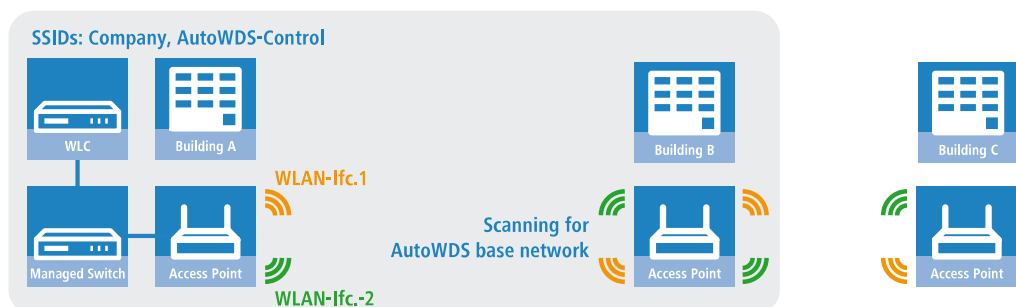 SSIDs: Company, AutoWDS-Control
WLC
Building A
Building B
Building C
WLAN-Ifc.1
Scanning for
AutoWDS base network
Managed Switch
Access Point
Access Point
Access Point
WLAN-Ifc.-2